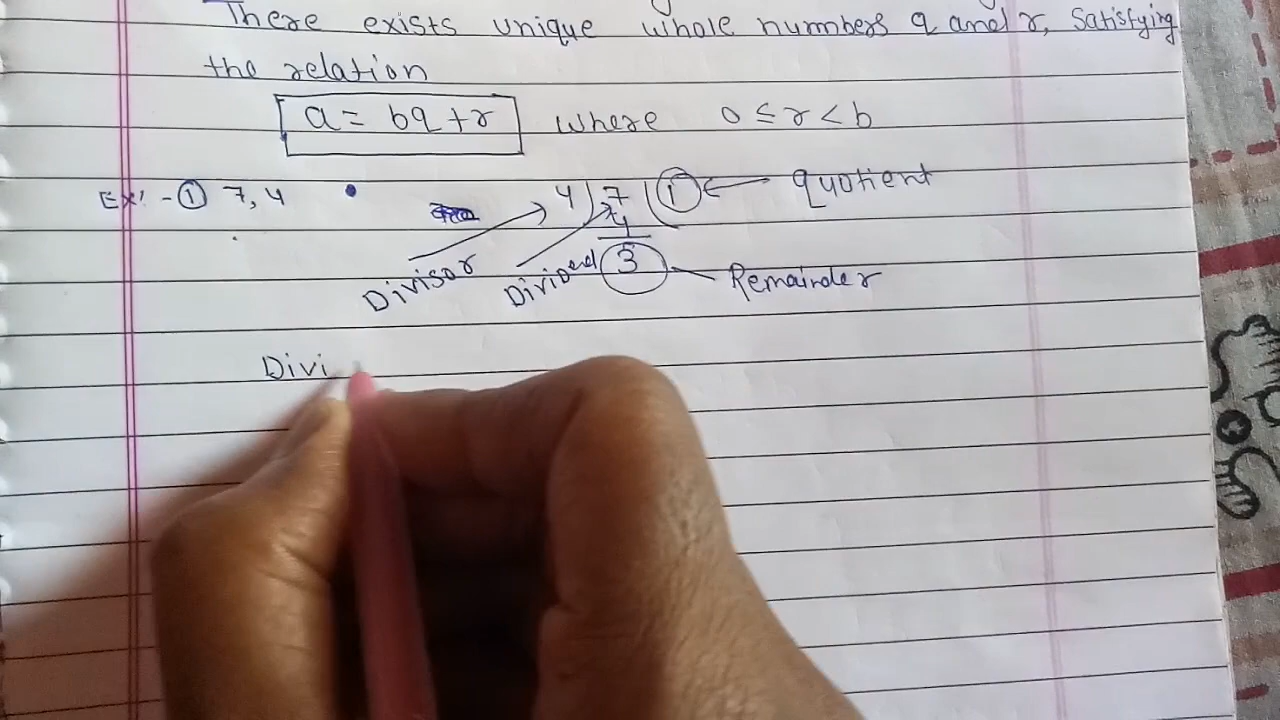 There exists unique whole numbers q and r, satisfying
the relation
a = bq + r where 0 ≤ r < b
Ex! - ① 7, 4 4 ) 7 ( 1 ← quotient
4
Divisor Dividend 3 Remainder
Divi